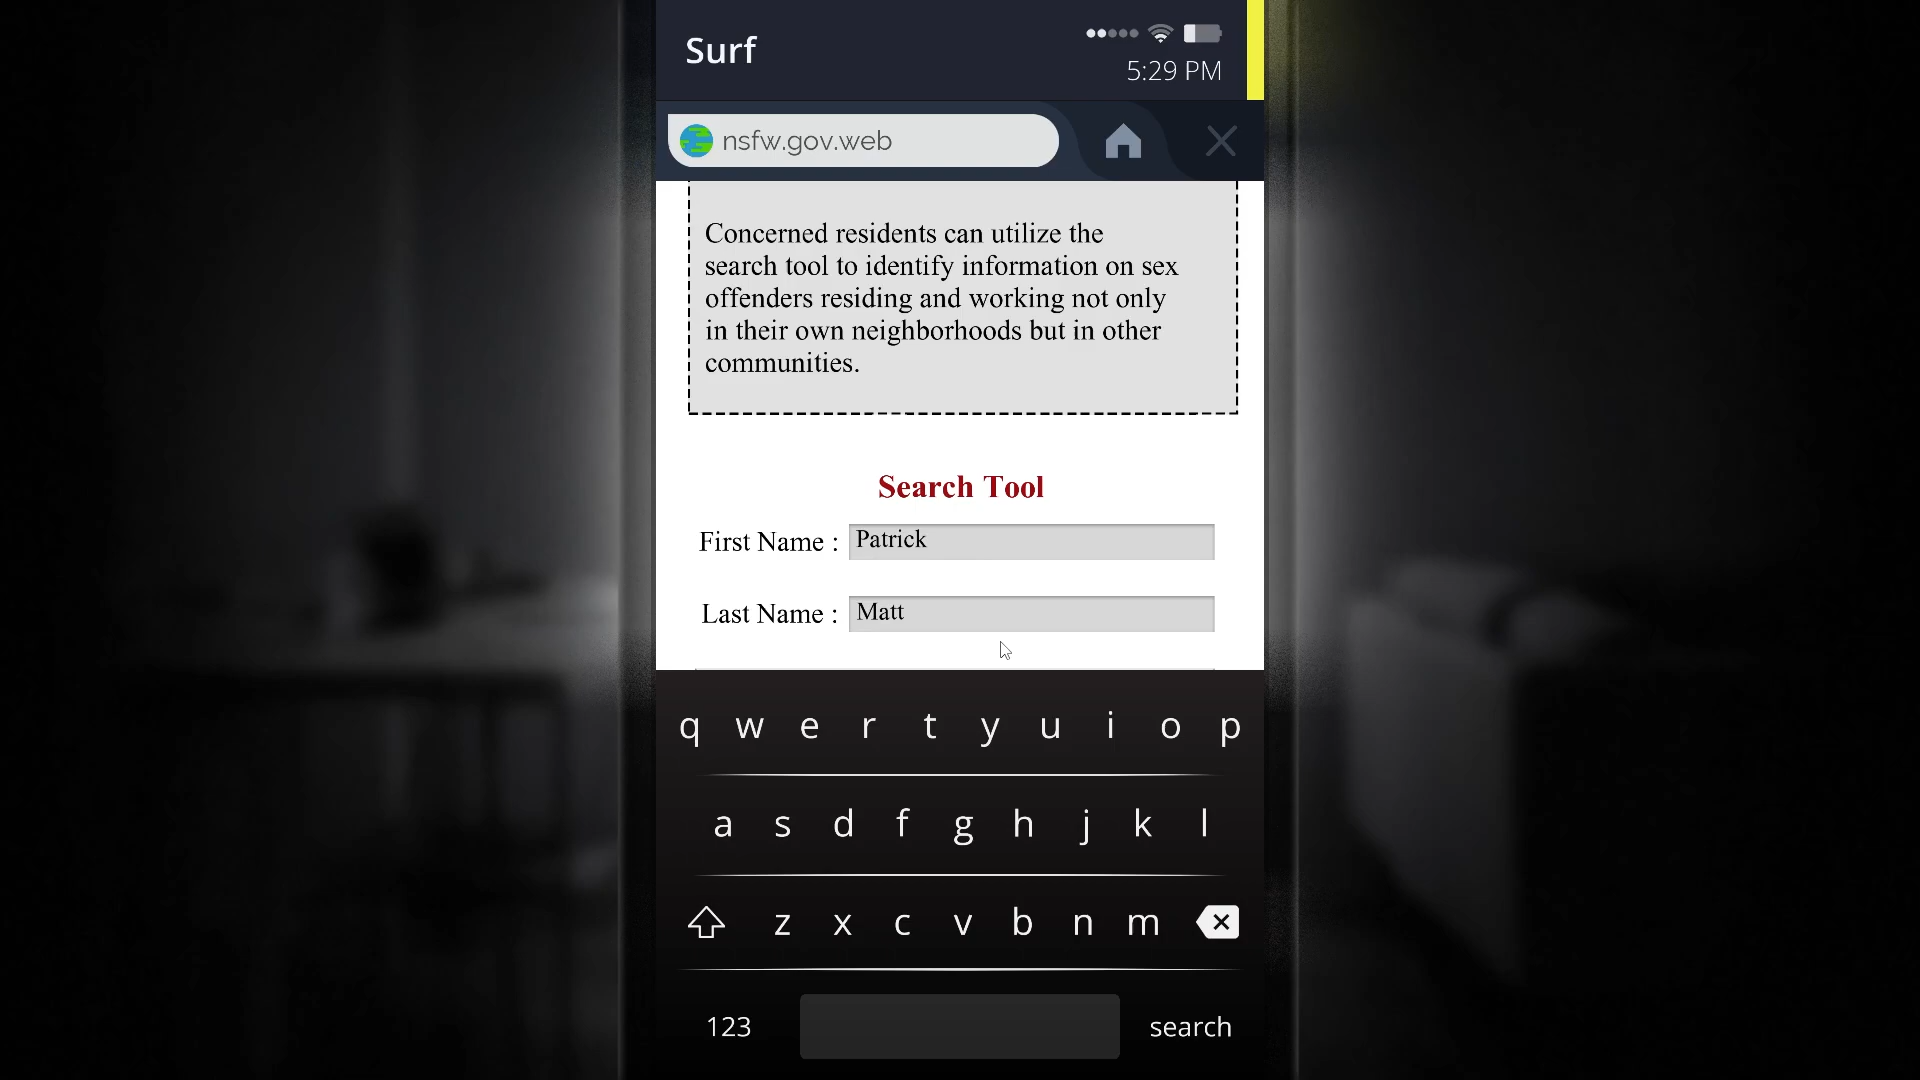 Surf
5:29 PM
nsfw.gov.web
Concerned residents can utilize the
search tool to identify information on sex
offenders residing and working not only
in their own neighborhoods but in other
communities.
Search Tool
First Name : Patrick
Last Name : Matt
q w e r t y u i o p
a s d f g h j k l
z x c v b n m
123 search